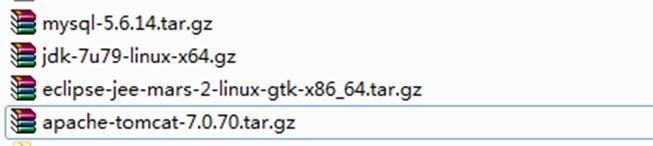 mysql-5.6.14.tar.gz
jdk-7u79-linux-x64.gz
eclipse-jee-mars-2-linux-gtk-x86_64.tar.gz
apache-tomcat-7.0.70.tar.gz